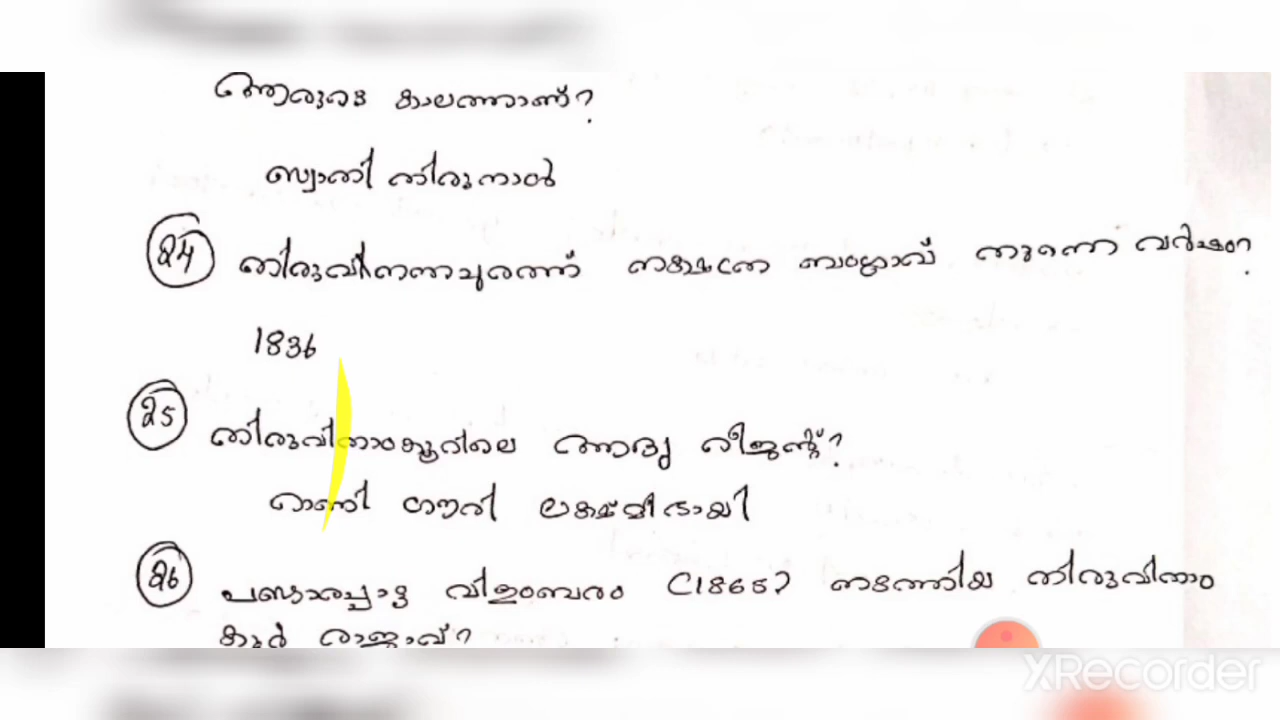 ആരുടെ കാലത്താണ്?
സ്വാതി തിരുനാൾ
24 തിരുവനന്തപുരത്ത് നക്ഷത്ര ബംഗ്ലാവ് തുറന്ന വർഷം?
1836
25 തിരുവിതാംകൂറിലെ ആദ്യ റീജന്റ്?
റാണി ഗൗരി ലക്ഷ്മീഭായി
26 പണ്ടാരപ്പാട്ട വിളംബരം (1865) നടത്തിയ തിരുവിതാം
കൂർ രാജാവ്?
XRecorder